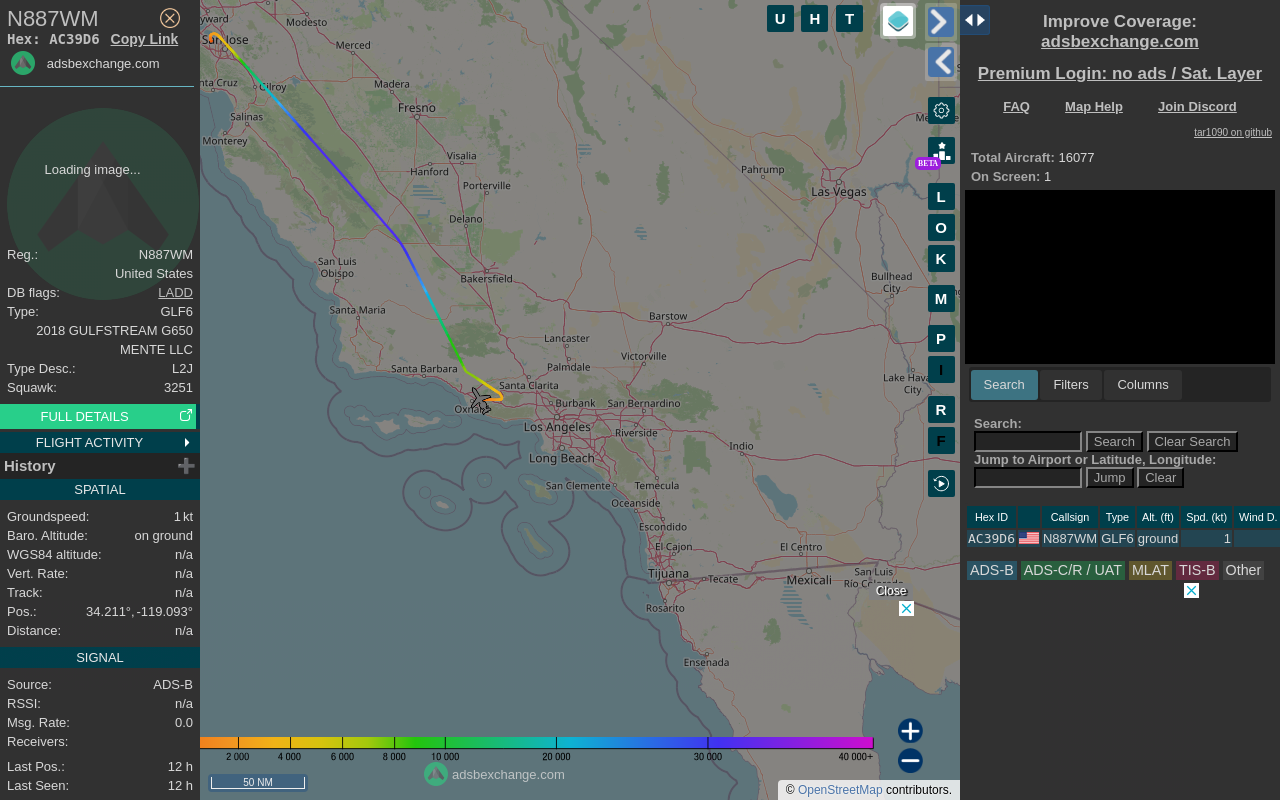 N887WM
Hex: AC39D6 Copy Link
adsbexchange.com
Loading image...
Reg.: N887WM
United States
DB flags: LADD
Type: GLF6
2018 GULFSTREAM G650
MENTE LLC
Type Desc.: L2J
Squawk: 3251
FULL DETAILS
FLIGHT ACTIVITY
History
SPATIAL
Groundspeed: 1 kt
Baro. Altitude: on ground
WGS84 altitude: n/a
Vert. Rate: n/a
Track: n/a
Pos.: 34.211°, -119.093°
Distance: n/a
SIGNAL
Source: ADS-B
RSSI: n/a
Msg. Rate: 0.0
Receivers:
Last Pos.: 12 h
Last Seen: 12 h
Modesto
San Jose
Merced
Santa Cruz
Gilroy
Madera
Fresno
Salinas
Monterey
Visalia
Hanford
Porterville
Pahrump
Las Vegas
Delano
San Luis
Obispo
Bakersfield
Bullhead
City
Santa Maria
Barstow
Lancaster
Victorville
Santa Barbara
Palmdale
Santa Clarita
Lake Hava
City
Oxnard
Burbank
San Bernardino
Los Angeles
Riverside
Indio
Long Beach
San Clemente
Temecula
Oceanside
Escondido
El Cajon
El Centro
Tijuana
Tecate
Mexicali
San Luis
Río Colorado
Rosarito
Ensenada
U H T
BETA
L
O
K
M
P
I
R
F
Close
2 000 4 000 6 000 8 000 10 000 20 000 30 000 40 000+
adsbexchange.com
50 NM
© OpenStreetMap contributors.
Improve Coverage:
adsbexchange.com
Premium Login: no ads / Sat. Layer
FAQ Map Help Join Discord
tar1090 on github
Total Aircraft: 16077
On Screen: 1
Search Filters Columns
Search:
Search Clear Search
Jump to Airport or Latitude, Longitude:
Jump Clear
Hex ID Callsign Type Alt. (ft) Spd. (kt) Wind D.
AC39D6 N887WM GLF6 ground 1
ADS-B ADS-C/R / UAT MLAT TIS-B Other